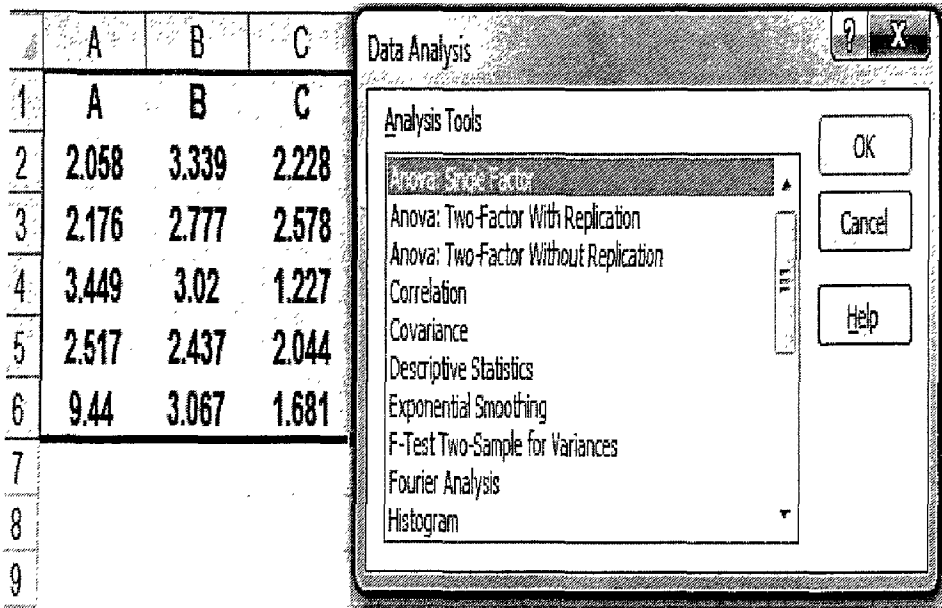 A B C
1 A B C
2 2.058 3.339 2.228
3 2.176 2.777 2.578
4 3.449 3.02 1.227
5 2.517 2.437 2.044
6 9.44 3.067 1.681
7
8
9
Data Analysis
? X
Analysis Tools
Anova: Single Factor
Anova: Two-Factor With Replication
Anova: Two-Factor Without Replication
Correlation
Covariance
Descriptive Statistics
Exponential Smoothing
F-Test Two-Sample for Variances
Fourier Analysis
Histogram
OK
Cancel
Help